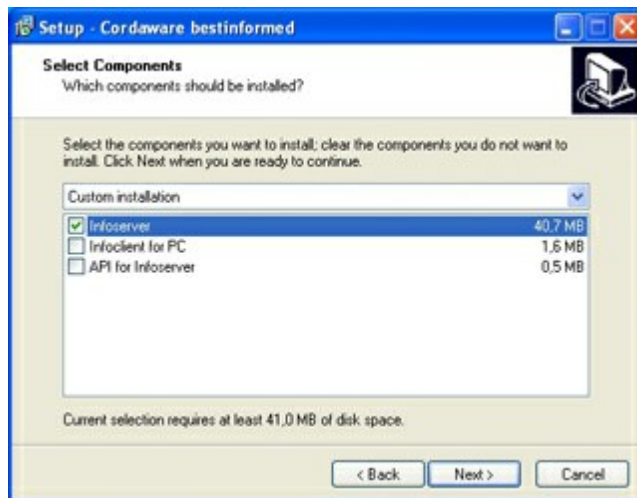 Setup - Cordaware bestinformed
Select Components
Which components should be installed?
Select the components you want to install; clear the components you do not want to
install. Click Next when you are ready to continue.
Custom installation
Infoserver 40,7 MB
Infoclient for PC 1,6 MB
API for Infoserver 0,5 MB
Current selection requires at least 41,0 MB of disk space.
< Back Next > Cancel